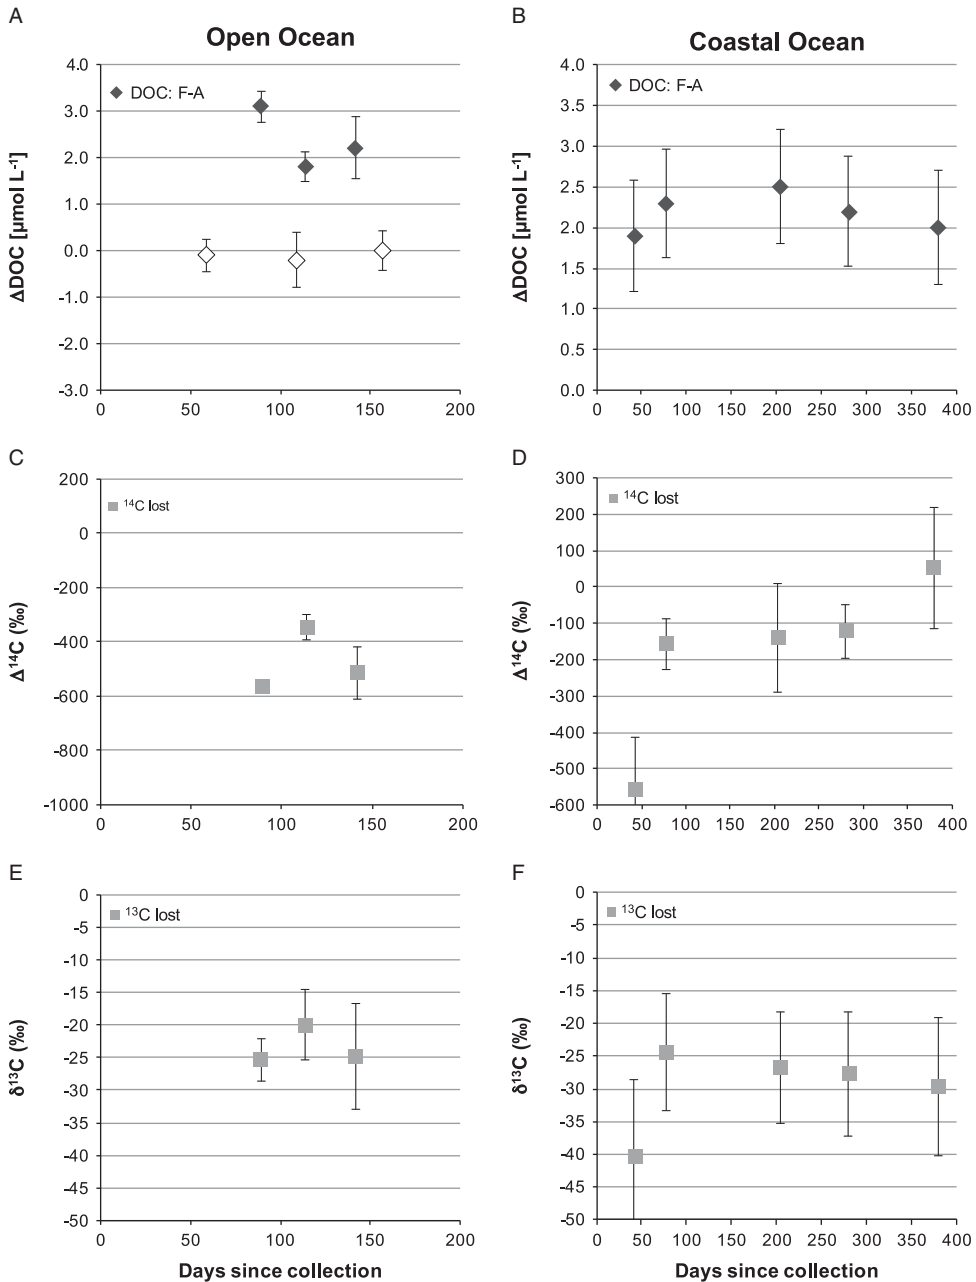 A
Open Ocean
4.0
3.0
2.0
1.0
0.0
-1.0
-2.0
-3.0
ΔDOC [µmol L⁻¹]
DOC: F-A
0 50 100 150 200
B
Coastal Ocean
4.0
3.5
3.0
2.5
2.0
1.5
1.0
0.5
0.0
ΔDOC [µmol L⁻¹]
DOC: F-A
0 50 100 150 200 250 300 350 400
C
200
0
-200
-400
-600
-800
-1000
Δ¹⁴C (‰)
¹⁴C lost
0 50 100 150 200
D
300
200
100
0
-100
-200
-300
-400
-500
-600
Δ¹⁴C (‰)
¹⁴C lost
0 50 100 150 200 250 300 350 400
E
0
-5
-10
-15
-20
-25
-30
-35
-40
-45
-50
δ¹³C (‰)
¹³C lost
0 50 100 150 200
Days since collection
F
0
-5
-10
-15
-20
-25
-30
-35
-40
-45
-50
δ¹³C (‰)
¹³C lost
0 50 100 150 200 250 300 350 400
Days since collection